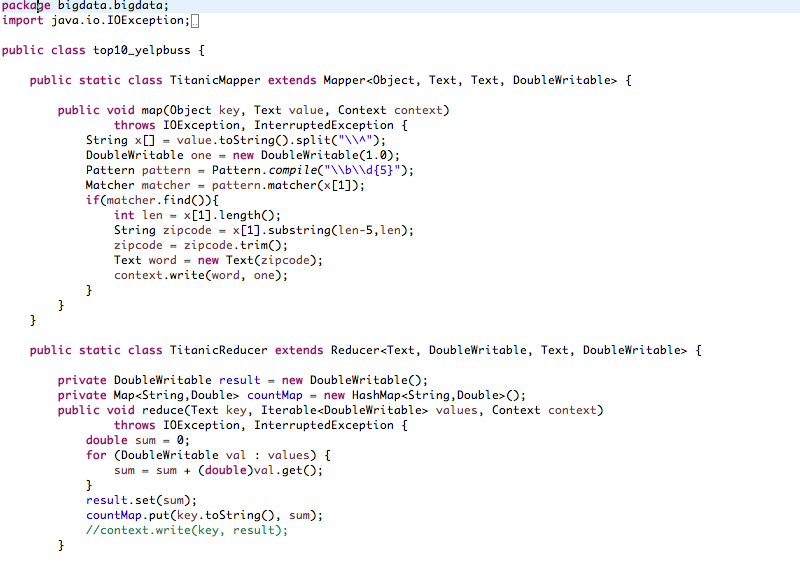 package bigdata.bigdata;
import java.io.IOException;

public class top10_yelpbuss {

    public static class TitanicMapper extends Mapper<Object, Text, Text, DoubleWritable> {

        public void map(Object key, Text value, Context context)
                throws IOException, InterruptedException {
            String x[] = value.toString().split("\\^");
            DoubleWritable one = new DoubleWritable(1.0);
            Pattern pattern = Pattern.compile("\\b\\d{5}");
            Matcher matcher = pattern.matcher(x[1]);
            if(matcher.find()){
                int len = x[1].length();
                String zipcode = x[1].substring(len-5,len);
                zipcode = zipcode.trim();
                Text word = new Text(zipcode);
                context.write(word, one);
            }
        }
    }

    public static class TitanicReducer extends Reducer<Text, DoubleWritable, Text, DoubleWritable> {

        private DoubleWritable result = new DoubleWritable();
        private Map<String,Double> countMap = new HashMap<String,Double>();
        public void reduce(Text key, Iterable<DoubleWritable> values, Context context)
                throws IOException, InterruptedException {
            double sum = 0;
            for (DoubleWritable val : values) {
                sum = sum + (double)val.get();
            }
            result.set(sum);
            countMap.put(key.toString(), sum);
            //context.write(key, result);
        }